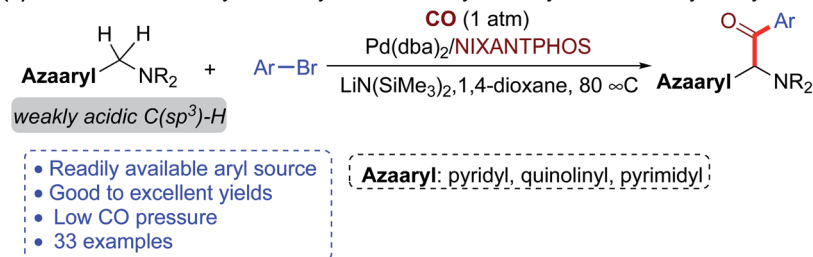 CO (1 atm)
Pd(dba)2/NIXANTPHOS
LiN(SiMe3)2,1,4-dioxane, 80 ∞C
H H
Azaaryl NR2 + Ar—Br
weakly acidic C(sp3)-H
O Ar
Azaaryl NR2
• Readily available aryl source
• Good to excellent yields
• Low CO pressure
• 33 examples
Azaaryl: pyridyl, quinolinyl, pyrimidyl